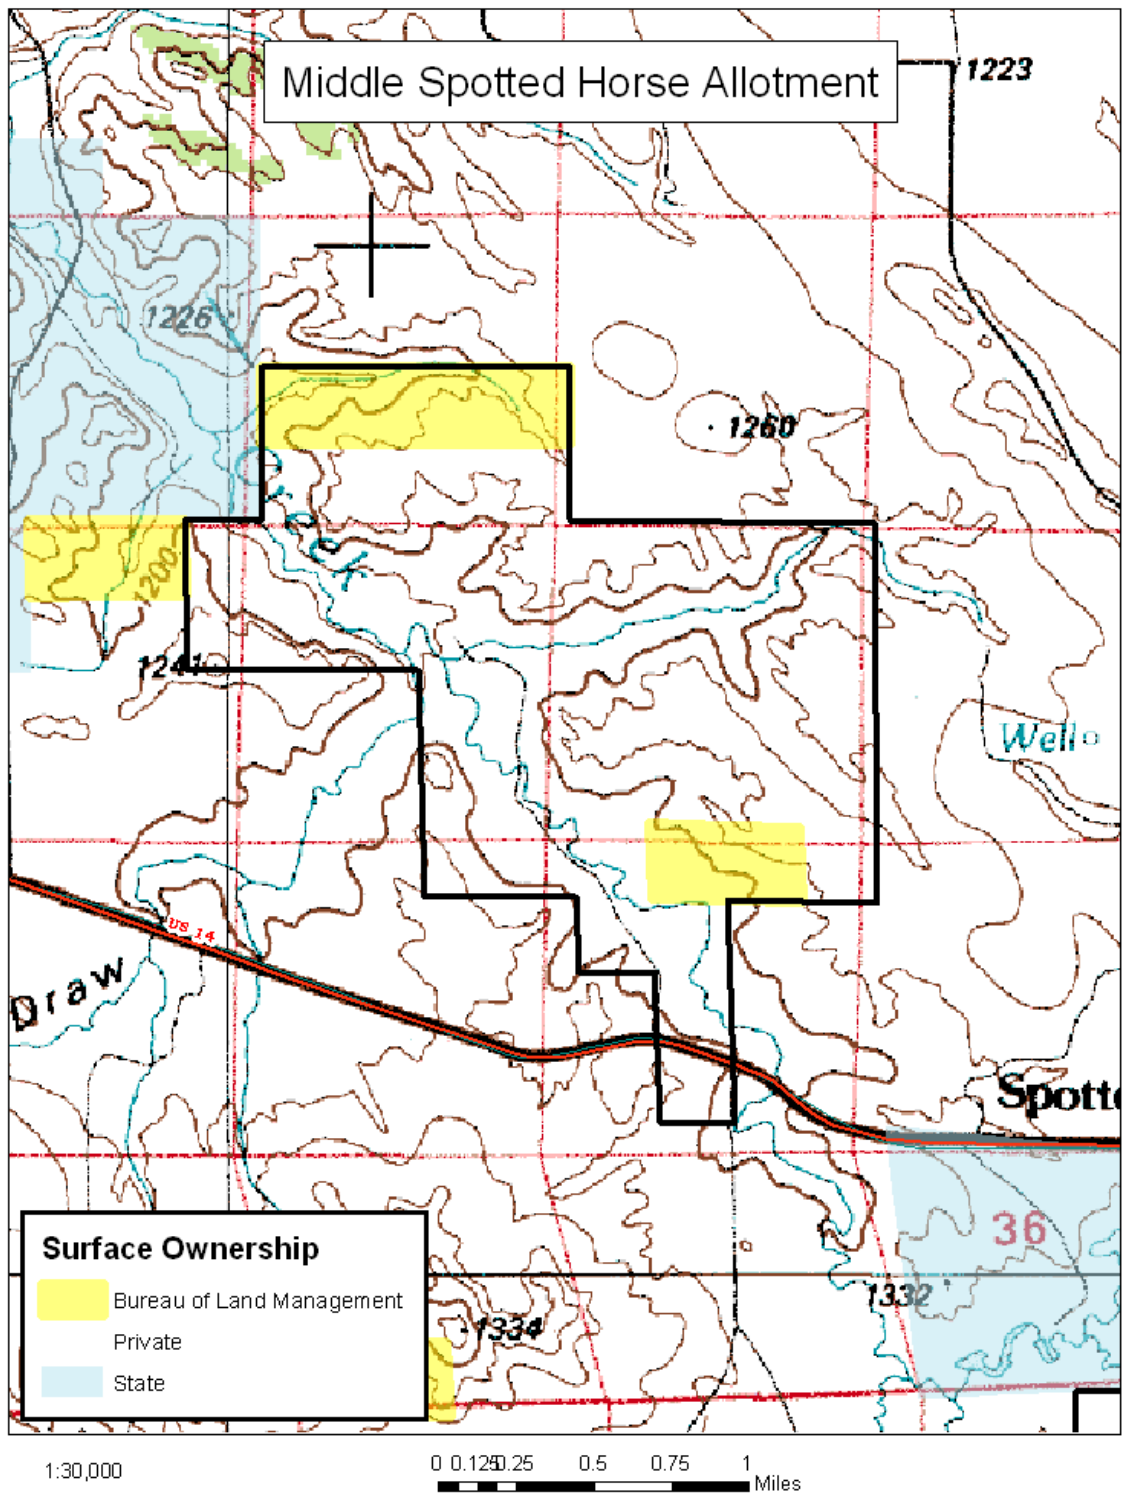 Middle Spotted Horse Allotment
1223
1226
1260
Creek
1200
1241
Well
US 14
Draw
Spotte
36
1332
1334
Surface Ownership
Bureau of Land Management
Private
State
1:30,000
0 0.125 0.25 0.5 0.75 1
Miles